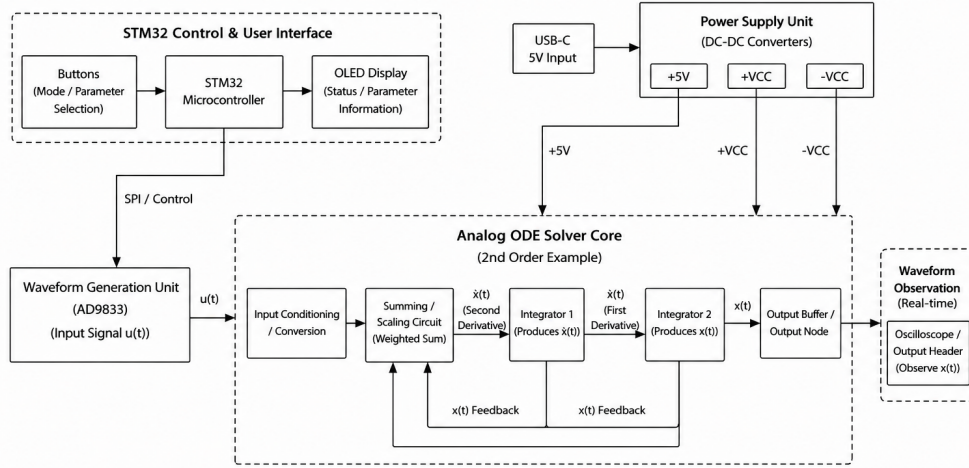 STM32 Control & User Interface
Buttons
(Mode / Parameter
Selection)
STM32
Microcontroller
OLED Display
(Status / Parameter
Information)
USB-C
5V Input
Power Supply Unit
(DC-DC Converters)
+5V
+VCC
-VCC
+5V
+VCC
-VCC
SPI / Control
Waveform Generation Unit
(AD9833)
(Input Signal u(t))
u(t)
Analog ODE Solver Core
(2nd Order Example)
Input Conditioning
/ Conversion
Summing /
Scaling Circuit
(Weighted Sum)
ẋ(t)
(Second
Derivative)
Integrator 1
(Produces ẋ(t))
ẋ(t)
(First
Derivative)
Integrator 2
(Produces x(t))
x(t)
Output Buffer /
Output Node
x(t) Feedback
x(t) Feedback
Waveform
Observation
(Real-time)
Oscilloscope /
Output Header
(Observe x(t))